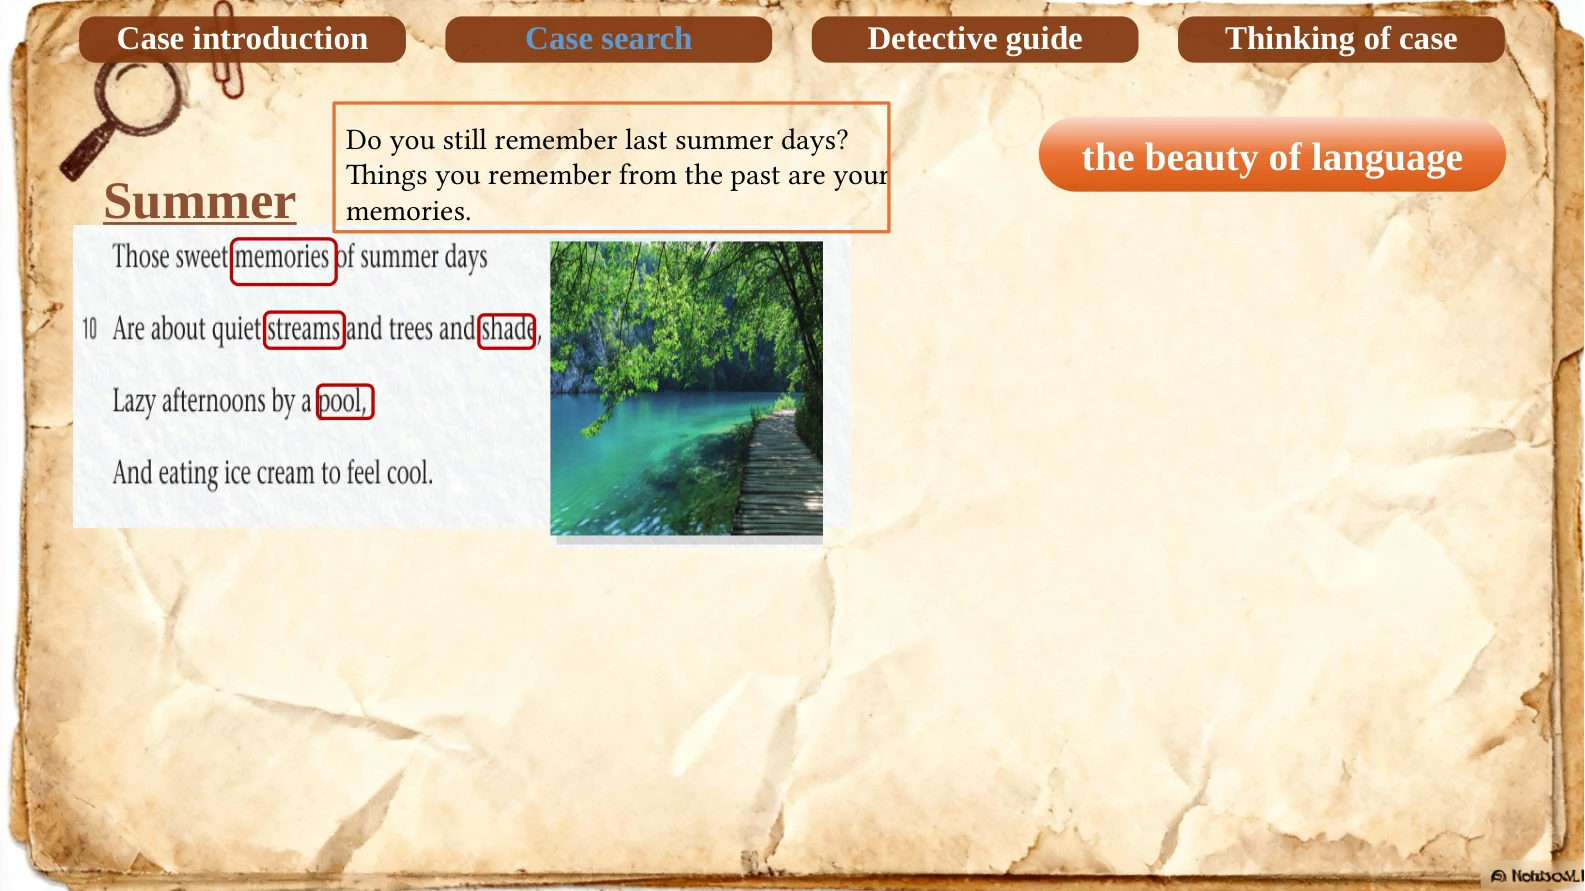 Case introduction
Case search
Detective guide
Thinking of case
Do you still remember last summer days?
Things you remember from the past are your
memories.
the beauty of language
Summer
Those sweet memories of summer days
10 Are about quiet streams and trees and shade,
Lazy afternoons by a pool,
And eating ice cream to feel cool.